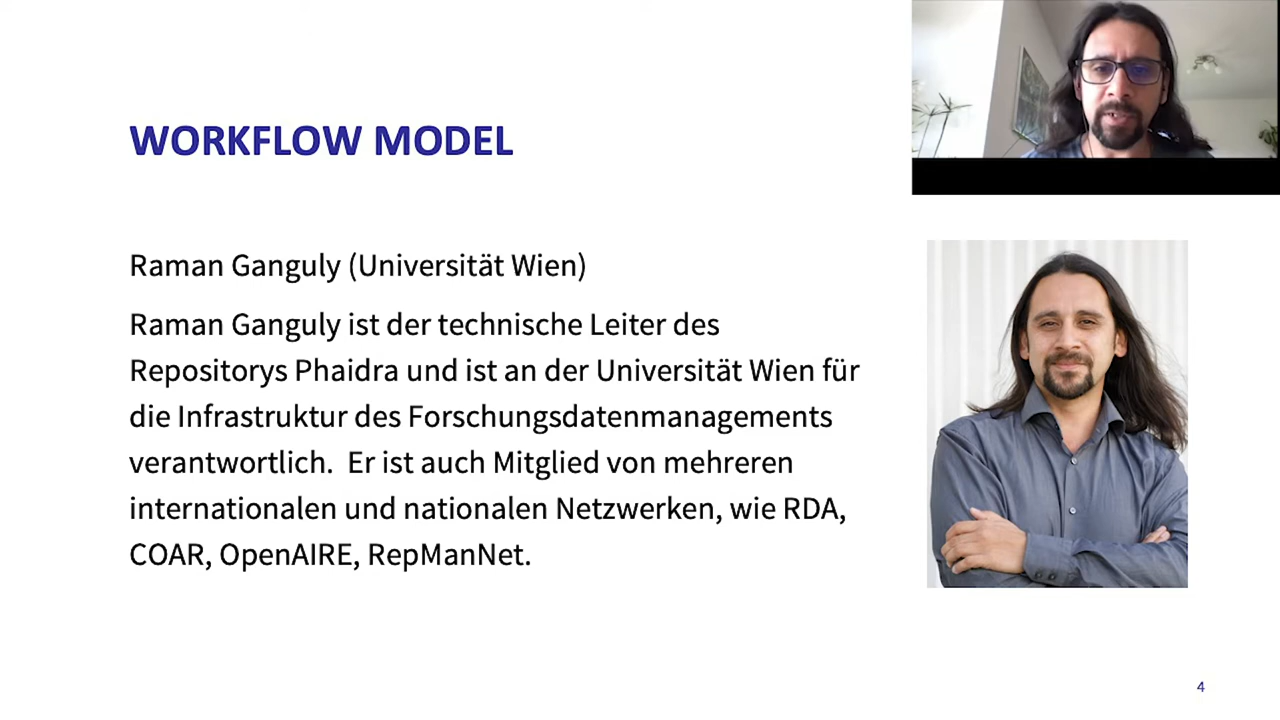 WORKFLOW MODEL
Raman Ganguly (Universität Wien)
Raman Ganguly ist der technische Leiter des
Repositorys Phaidra und ist an der Universität Wien für
die Infrastruktur des Forschungsdatenmanagements
verantwortlich.  Er ist auch Mitglied von mehreren
internationalen und nationalen Netzwerken, wie RDA,
COAR, OpenAIRE, RepManNet.
4